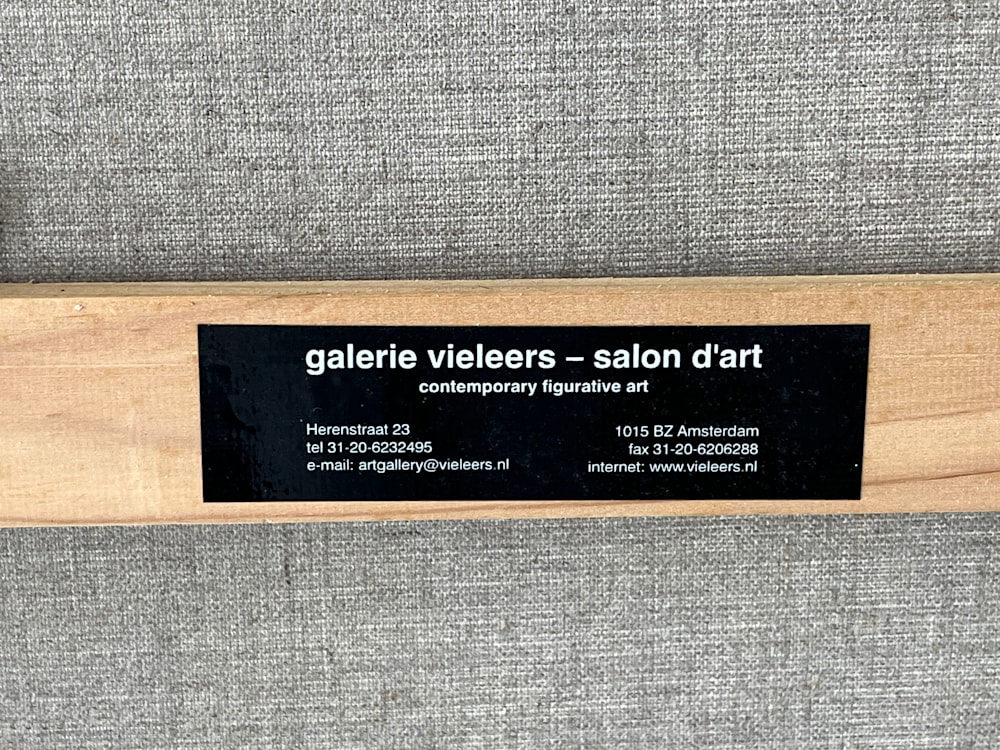 galerie vieleers – salon d'art
contemporary figurative art
Herenstraat 23
tel 31-20-6232495
e-mail: artgallery@vieleers.nl
1015 BZ Amsterdam
fax 31-20-6206288
internet: www.vieleers.nl